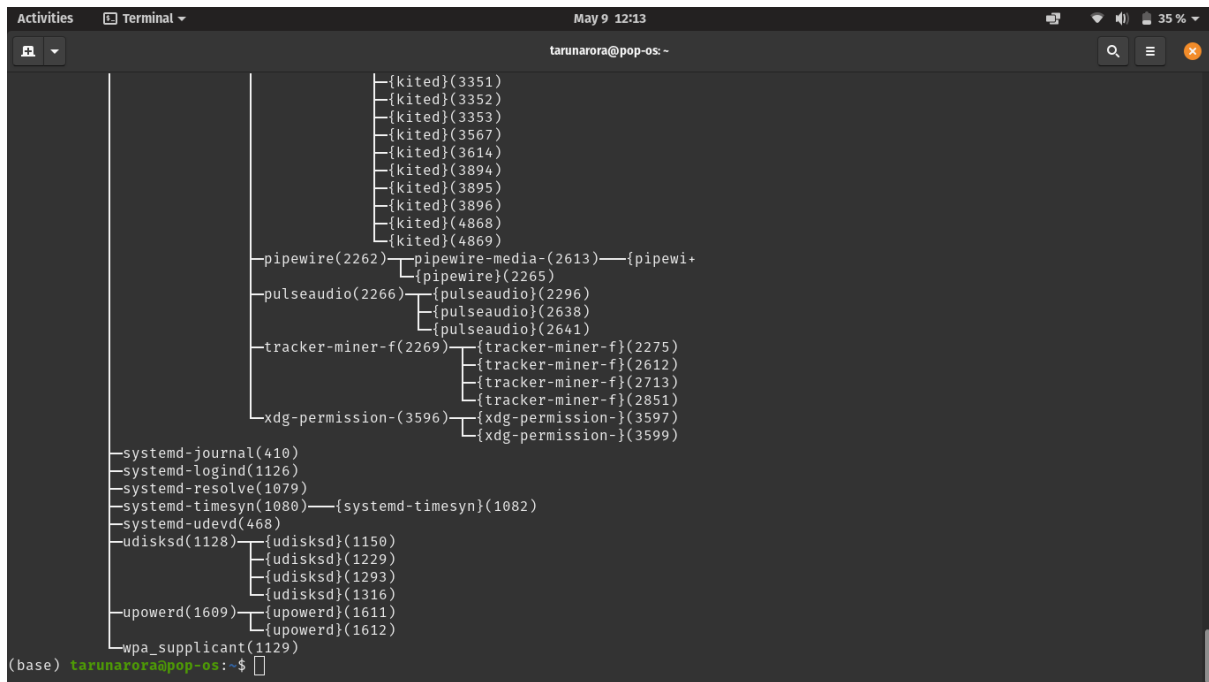 Activities Terminal May 9 12:13 35 %
tarunarora@pop-os: ~
├─{kited}(3351)
├─{kited}(3352)
├─{kited}(3353)
├─{kited}(3567)
├─{kited}(3614)
├─{kited}(3894)
├─{kited}(3895)
├─{kited}(3896)
├─{kited}(4868)
└─{kited}(4869)
├─pipewire(2262)─┬─pipewire-media-(2613)───{pipewi+
└─{pipewire}(2265)
├─pulseaudio(2266)─┬─{pulseaudio}(2296)
├─{pulseaudio}(2638)
└─{pulseaudio}(2641)
├─tracker-miner-f(2269)─┬─{tracker-miner-f}(2275)
├─{tracker-miner-f}(2612)
├─{tracker-miner-f}(2713)
└─{tracker-miner-f}(2851)
└─xdg-permission-(3596)─┬─{xdg-permission-}(3597)
└─{xdg-permission-}(3599)
├─systemd-journal(410)
├─systemd-logind(1126)
├─systemd-resolve(1079)
├─systemd-timesyn(1080)───{systemd-timesyn}(1082)
├─systemd-udevd(468)
├─udisksd(1128)─┬─{udisksd}(1150)
├─{udisksd}(1229)
├─{udisksd}(1293)
└─{udisksd}(1316)
├─upowerd(1609)─┬─{upowerd}(1611)
└─{upowerd}(1612)
└─wpa_supplicant(1129)
(base) tarunarora@pop-os:~$